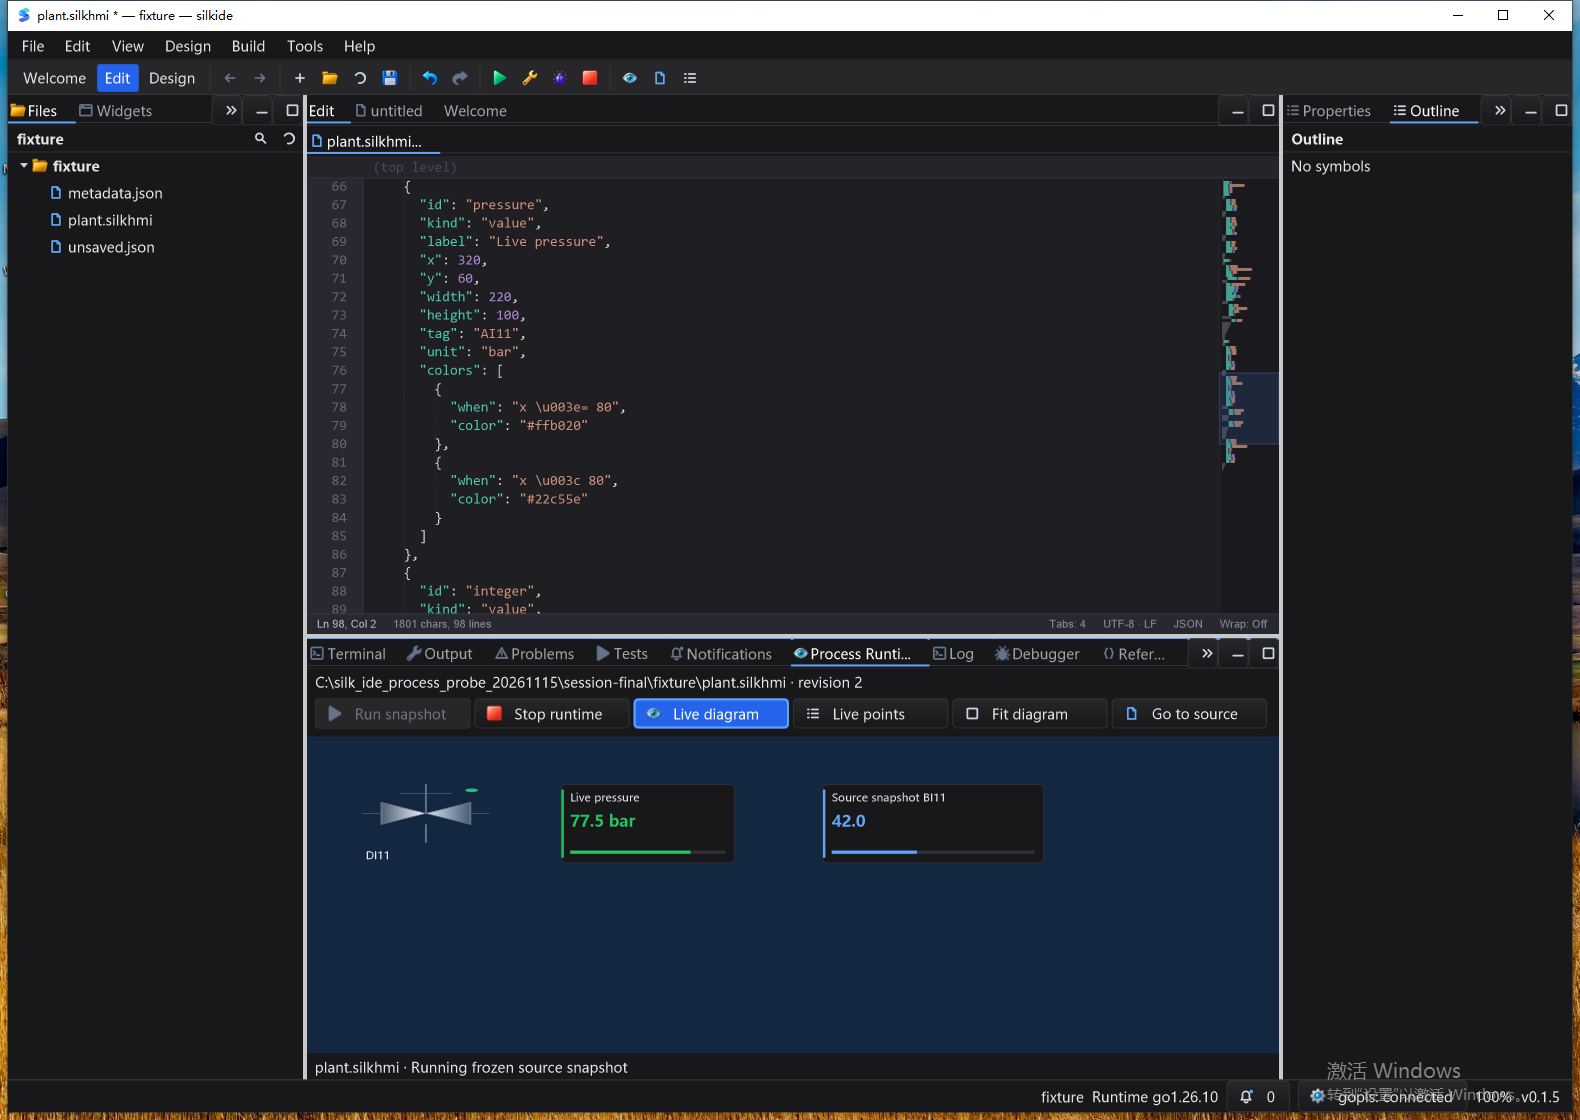 plant.silkhmi * — fixture — silkide
File Edit View Design Build Tools Help
Welcome Edit Design
Files Widgets
fixture
fixture
metadata.json
plant.silkhmi
unsaved.json
Edit untitled Welcome
plant.silkhmi...
(top level)
66 {
67 "id": "pressure",
68 "kind": "value",
69 "label": "Live pressure",
70 "x": 320,
71 "y": 60,
72 "width": 220,
73 "height": 100,
74 "tag": "AI11",
75 "unit": "bar",
76 "colors": [
77 {
78 "when": "x \u003e= 80",
79 "color": "#ffb020"
80 },
81 {
82 "when": "x \u003c 80",
83 "color": "#22c55e"
84 }
85 ]
86 },
87 {
88 "id": "integer",
89 "kind": "value",
Ln 98, Col 2 1801 chars, 98 lines Tabs: 4 UTF-8 · LF JSON Wrap: Off
Terminal Output Problems Tests Notifications Process Runti... Log Debugger Refer...
C:\silk_ide_process_probe_20261115\session-final\fixture\plant.silkhmi · revision 2
Run snapshot Stop runtime Live diagram Live points Fit diagram Go to source
DI11
Live pressure
77.5 bar
Source snapshot BI11
42.0
plant.silkhmi · Running frozen source snapshot
Properties Outline
Outline
No symbols
激活 Windows
转到"设置"以激活 Windows。
fixture Runtime go1.26.10 0 gopls: connected 100% v0.1.5